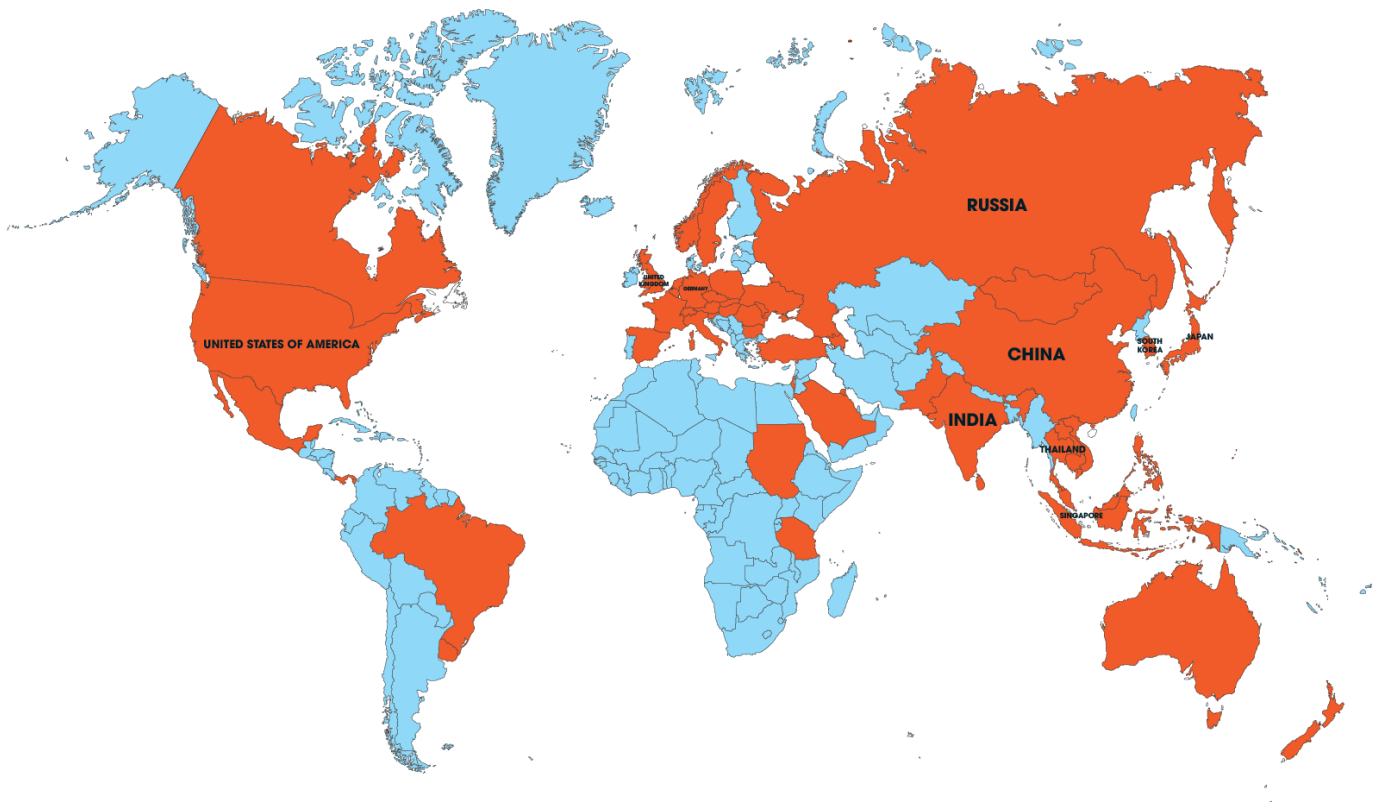 RUSSIA
UNITED
KINGDOM
GERMANY
UNITED STATES OF AMERICA
CHINA
SOUTH
KOREA
JAPAN
INDIA
THAILAND
SINGAPORE